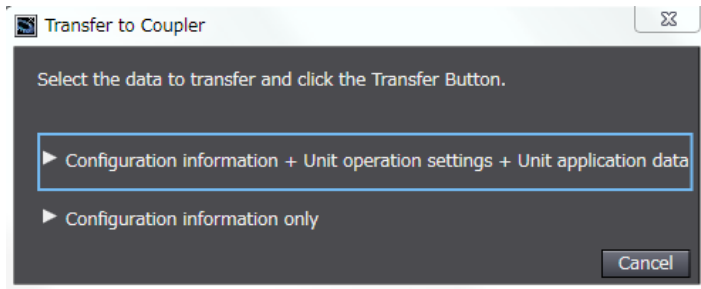 Transfer to Coupler
Select the data to transfer and click the Transfer Button.
Configuration information + Unit operation settings + Unit application data
Configuration information only
Cancel